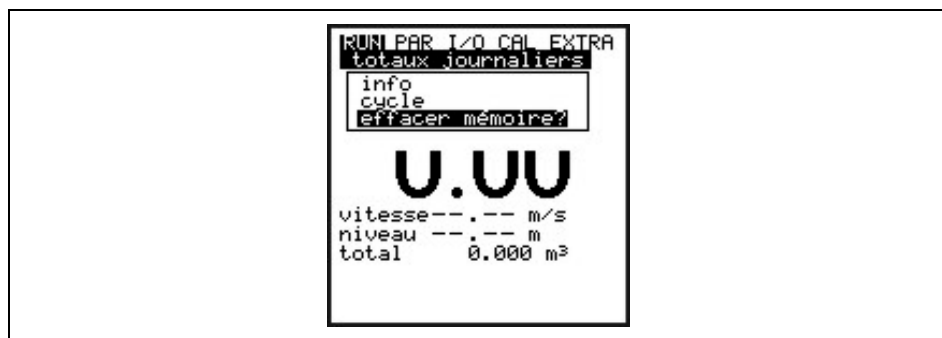 RUN PAR I/O CAL EXTRA
totaux journaliers
info
cycle
effacer mémoire?
0.00
vitesse--.-- m/s
niveau --.-- m
total 0.000 m³